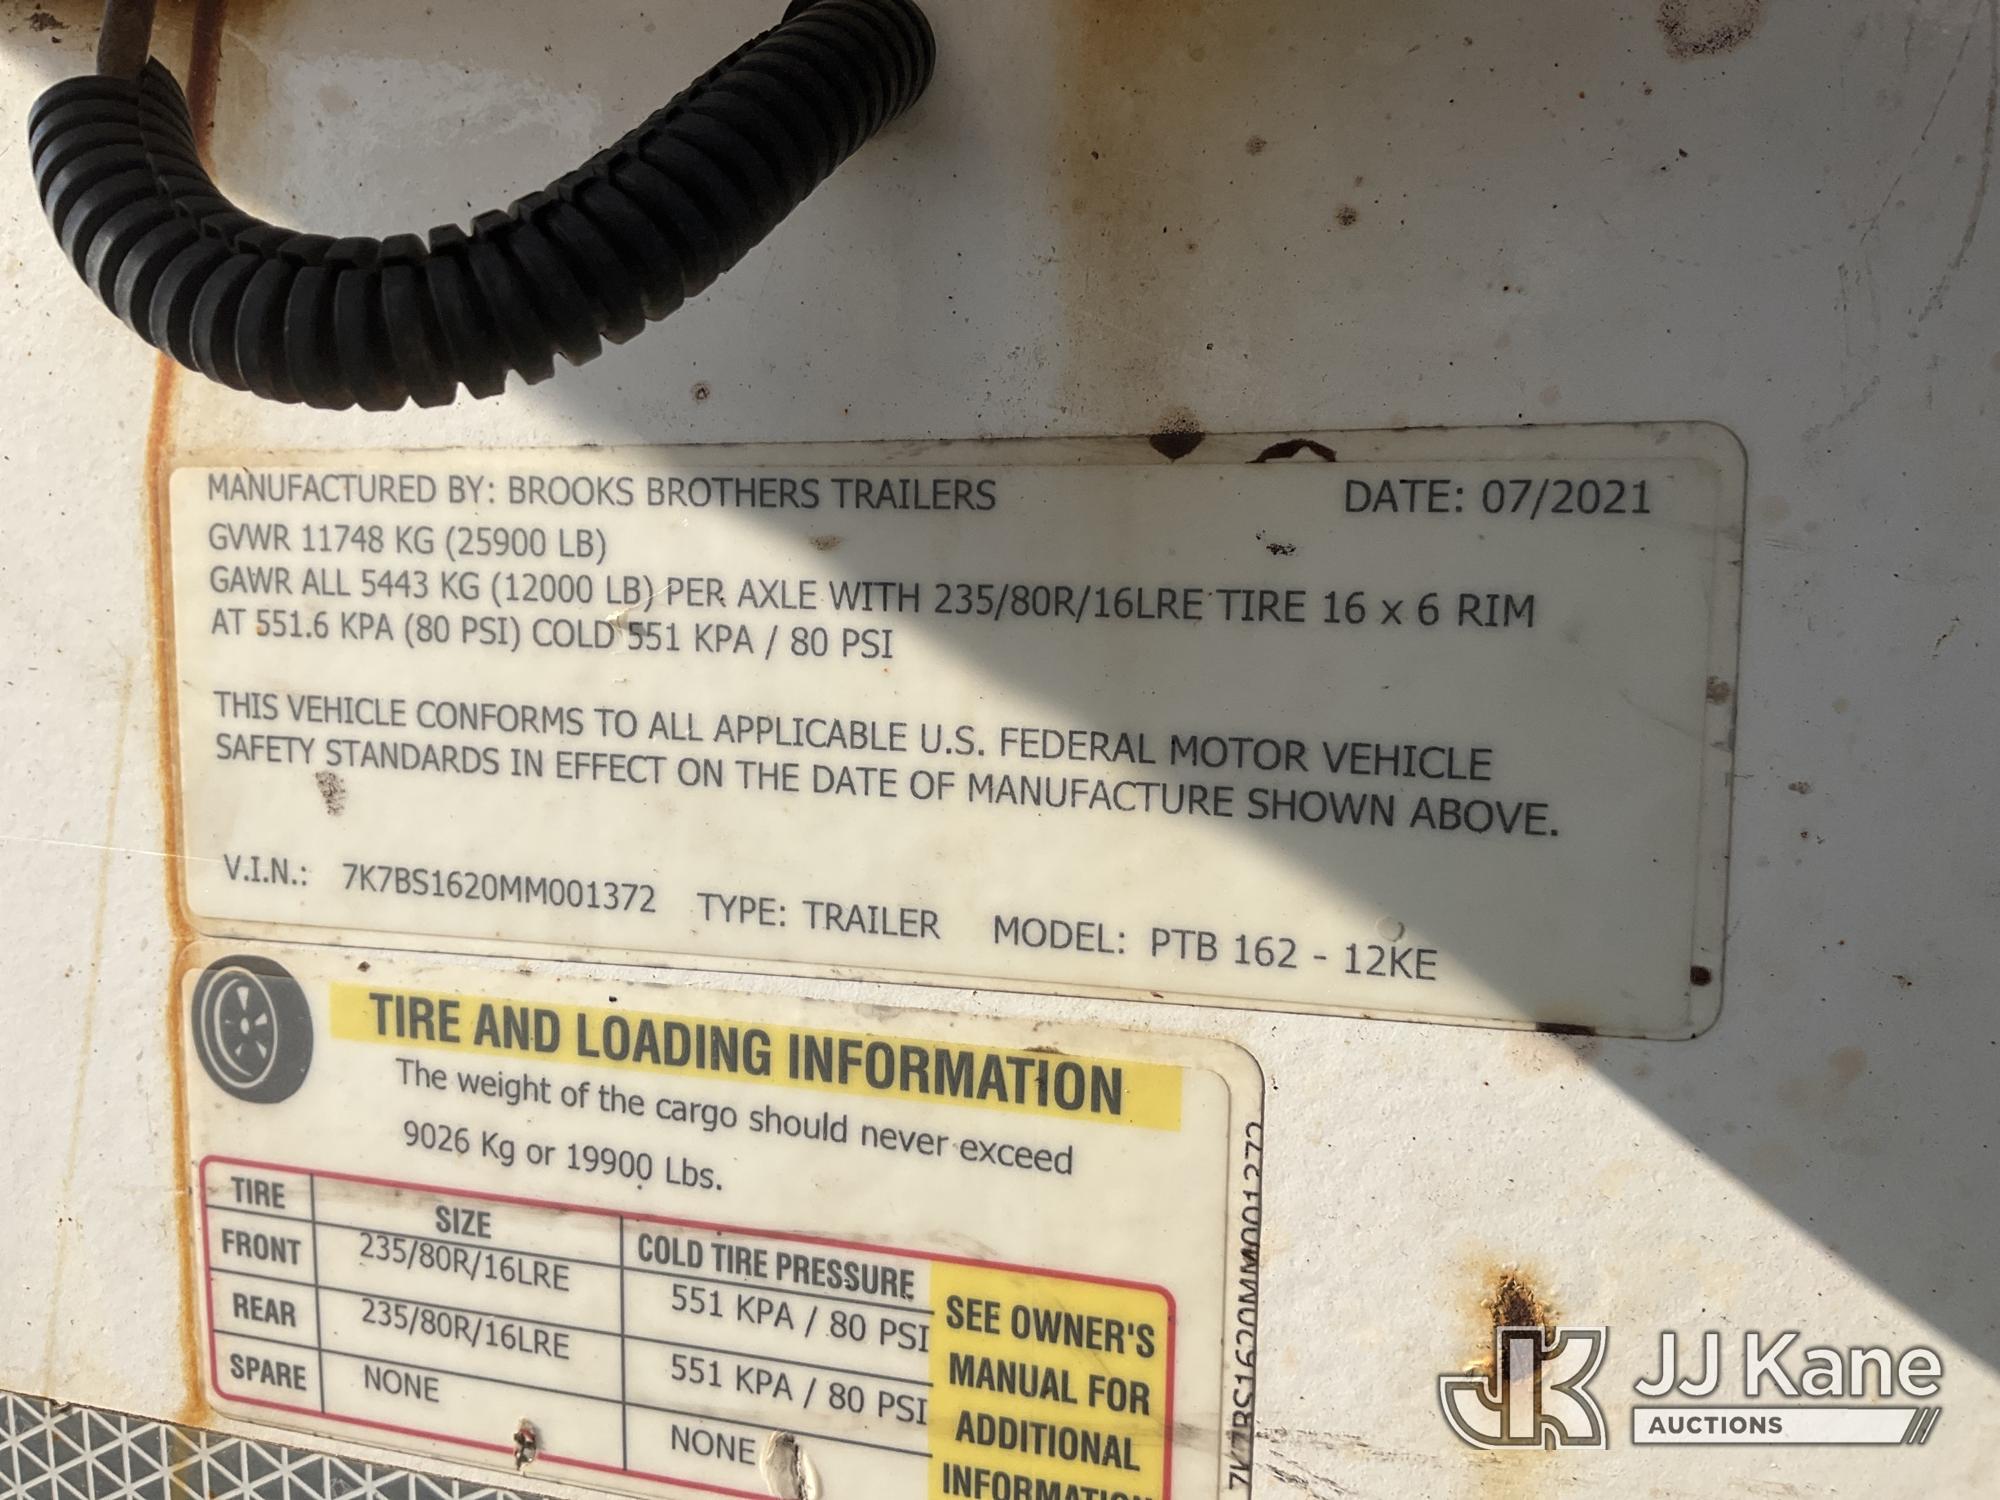 MANUFACTURED BY: BROOKS BROTHERS TRAILERS DATE: 07/2021
GVWR 11748 KG (25900 LB)
GAWR ALL 5443 KG (12000 LB) PER AXLE WITH 235/80R/16LRE TIRE 16 x 6 RIM
AT 551.6 KPA (80 PSI) COLD 551 KPA / 80 PSI
THIS VEHICLE CONFORMS TO ALL APPLICABLE U.S. FEDERAL MOTOR VEHICLE
SAFETY STANDARDS IN EFFECT ON THE DATE OF MANUFACTURE SHOWN ABOVE.
V.I.N.: 7K7BS1620MM001372 TYPE: TRAILER MODEL: PTB 162 - 12KE
TIRE AND LOADING INFORMATION
The weight of the cargo should never exceed
9026 Kg or 19900 Lbs.
TIRE SIZE COLD TIRE PRESSURE
FRONT 235/80R/16LRE 551 KPA / 80 PSI
REAR 235/80R/16LRE 551 KPA / 80 PSI
SPARE NONE NONE
SEE OWNER'S
MANUAL FOR
ADDITIONAL
INFORMATION
7K7BS1620MM001372
JK JJ Kane
AUCTIONS